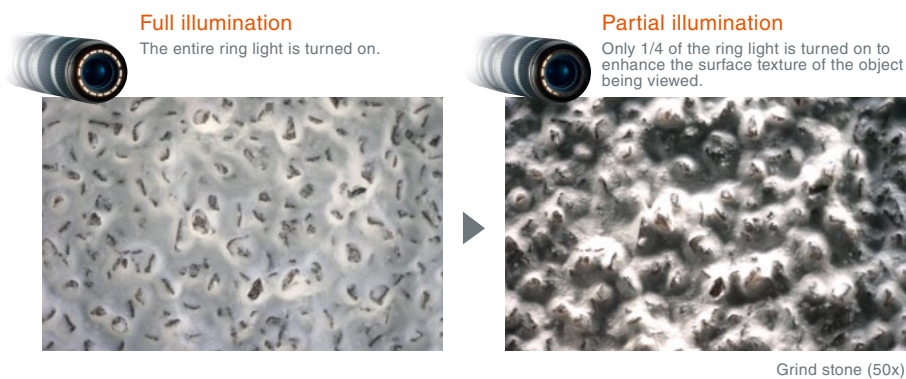 Full illumination
The entire ring light is turned on.
Partial illumination
Only 1/4 of the ring light is turned on to
enhance the surface texture of the object
being viewed.
Grind stone (50x)